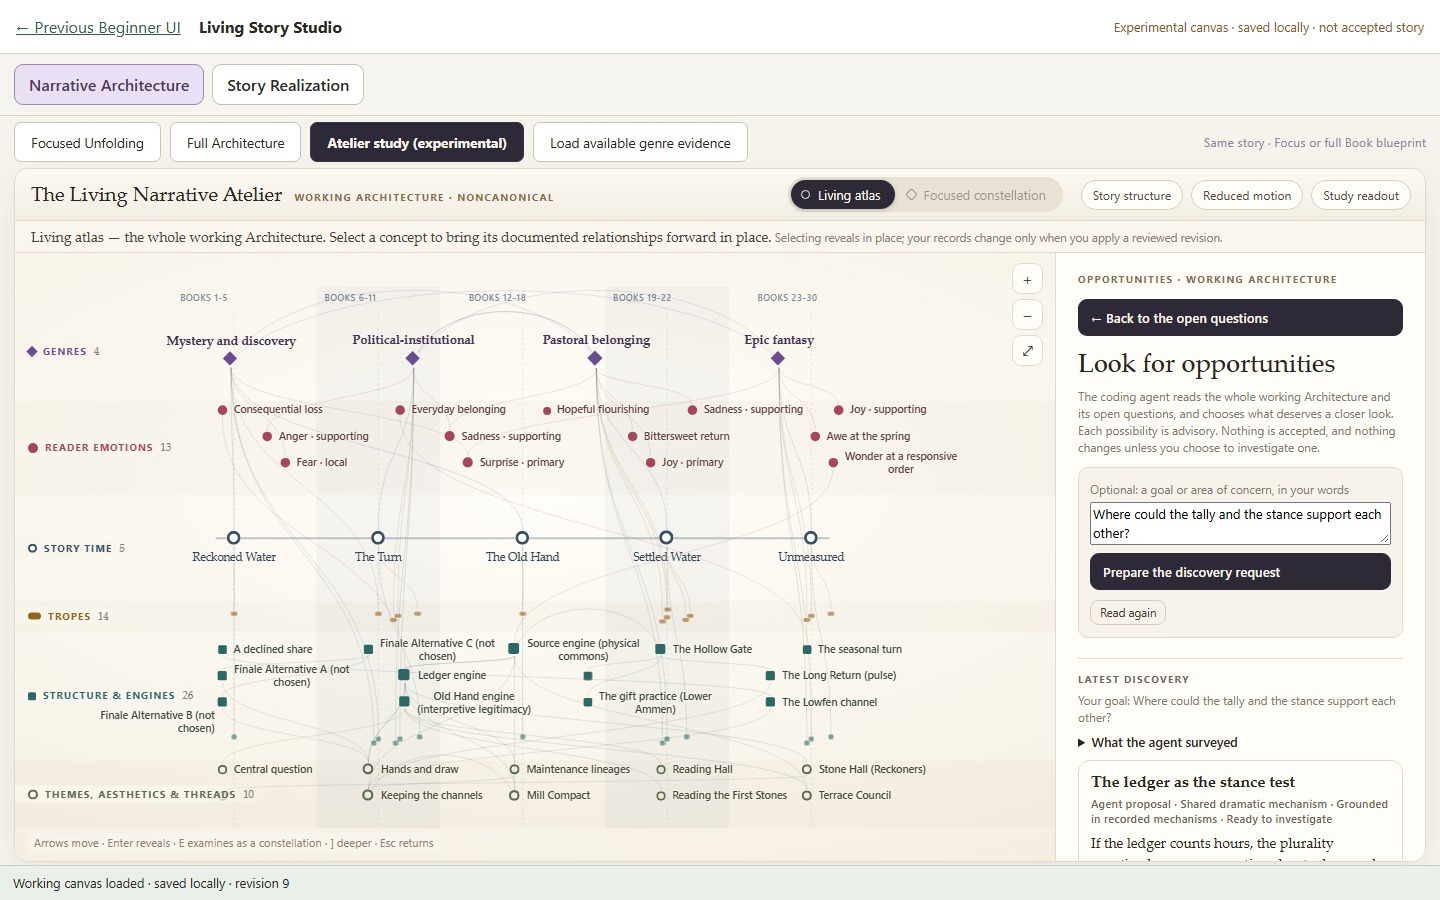 ← Previous Beginner UI
Living Story Studio
Experimental canvas · saved locally · not accepted story
Narrative Architecture
Story Realization
Focused Unfolding
Full Architecture
Atelier study (experimental)
Load available genre evidence
Same story · Focus or full Book blueprint
The Living Narrative Atelier
WORKING ARCHITECTURE · NONCANONICAL
Living atlas
Focused constellation
Story structure
Reduced motion
Study readout
Living atlas — the whole working Architecture. Select a concept to bring its documented relationships forward in place. Selecting reveals in place; your records change only when you apply a reviewed revision.
BOOKS 1-5
BOOKS 6-11
BOOKS 12-18
BOOKS 19-22
BOOKS 23-30
+
−
GENRES 4
Mystery and discovery
Political-institutional
Pastoral belonging
Epic fantasy
READER EMOTIONS 13
Consequential loss
Everyday belonging
Hopeful flourishing
Sadness · supporting
Joy · supporting
Anger · supporting
Sadness · supporting
Bittersweet return
Awe at the spring
Fear · local
Surprise · primary
Joy · primary
Wonder at a responsive
order
STORY TIME 5
Reckoned Water
The Turn
The Old Hand
Settled Water
Unmeasured
TROPES 14
STRUCTURE & ENGINES 26
A declined share
Finale Alternative C (not
chosen)
Source engine (physical
commons)
The Hollow Gate
The seasonal turn
Finale Alternative A (not
chosen)
Ledger engine
The Long Return (pulse)
Finale Alternative B (not
chosen)
Old Hand engine
(interpretive legitimacy)
The gift practice (Lower
Ammen)
The Lowfen channel
THEMES, AESTHETICS & THREADS 10
Central question
Hands and draw
Maintenance lineages
Reading Hall
Stone Hall (Reckoners)
Keeping the channels
Mill Compact
Reading the First Stones
Terrace Council
Arrows move · Enter reveals · E examines as a constellation · ] deeper · Esc returns
OPPORTUNITIES · WORKING ARCHITECTURE
← Back to the open questions
Look for opportunities
The coding agent reads the whole working Architecture and
its open questions, and chooses what deserves a closer look.
Each possibility is advisory. Nothing is accepted, and nothing
changes unless you choose to investigate one.
Optional: a goal or area of concern, in your words
Where could the tally and the stance support each
other?
Prepare the discovery request
Read again
LATEST DISCOVERY
Your goal: Where could the tally and the stance support each
other?
What the agent surveyed
The ledger as the stance test
Agent proposal · Shared dramatic mechanism · Grounded
in recorded mechanisms · Ready to investigate
If the ledger counts hours, the plurality
Working canvas loaded · saved locally · revision 9